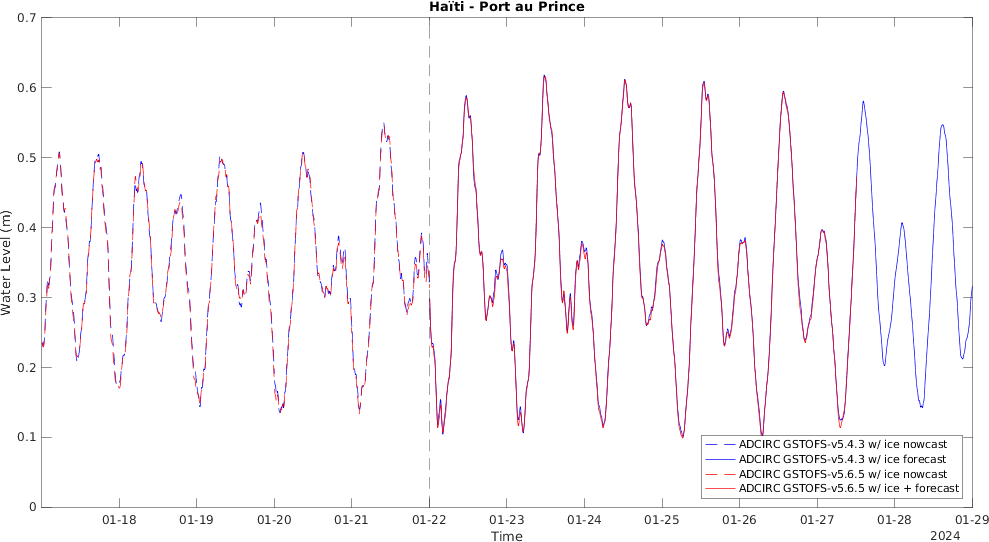 Haïti - Port au Prince
0.7
0.6
0.5
0.4
0.3
0.2
0.1
0
Water Level (m)
ADCIRC GSTOFS-v5.4.3 w/ ice nowcast
ADCIRC GSTOFS-v5.4.3 w/ ice forecast
ADCIRC GSTOFS-v5.6.5 w/ ice nowcast
ADCIRC GSTOFS-v5.6.5 w/ ice + forecast
01-18 01-19 01-20 01-21 01-22 01-23 01-24 01-25 01-26 01-27 01-28 01-29
Time
2024